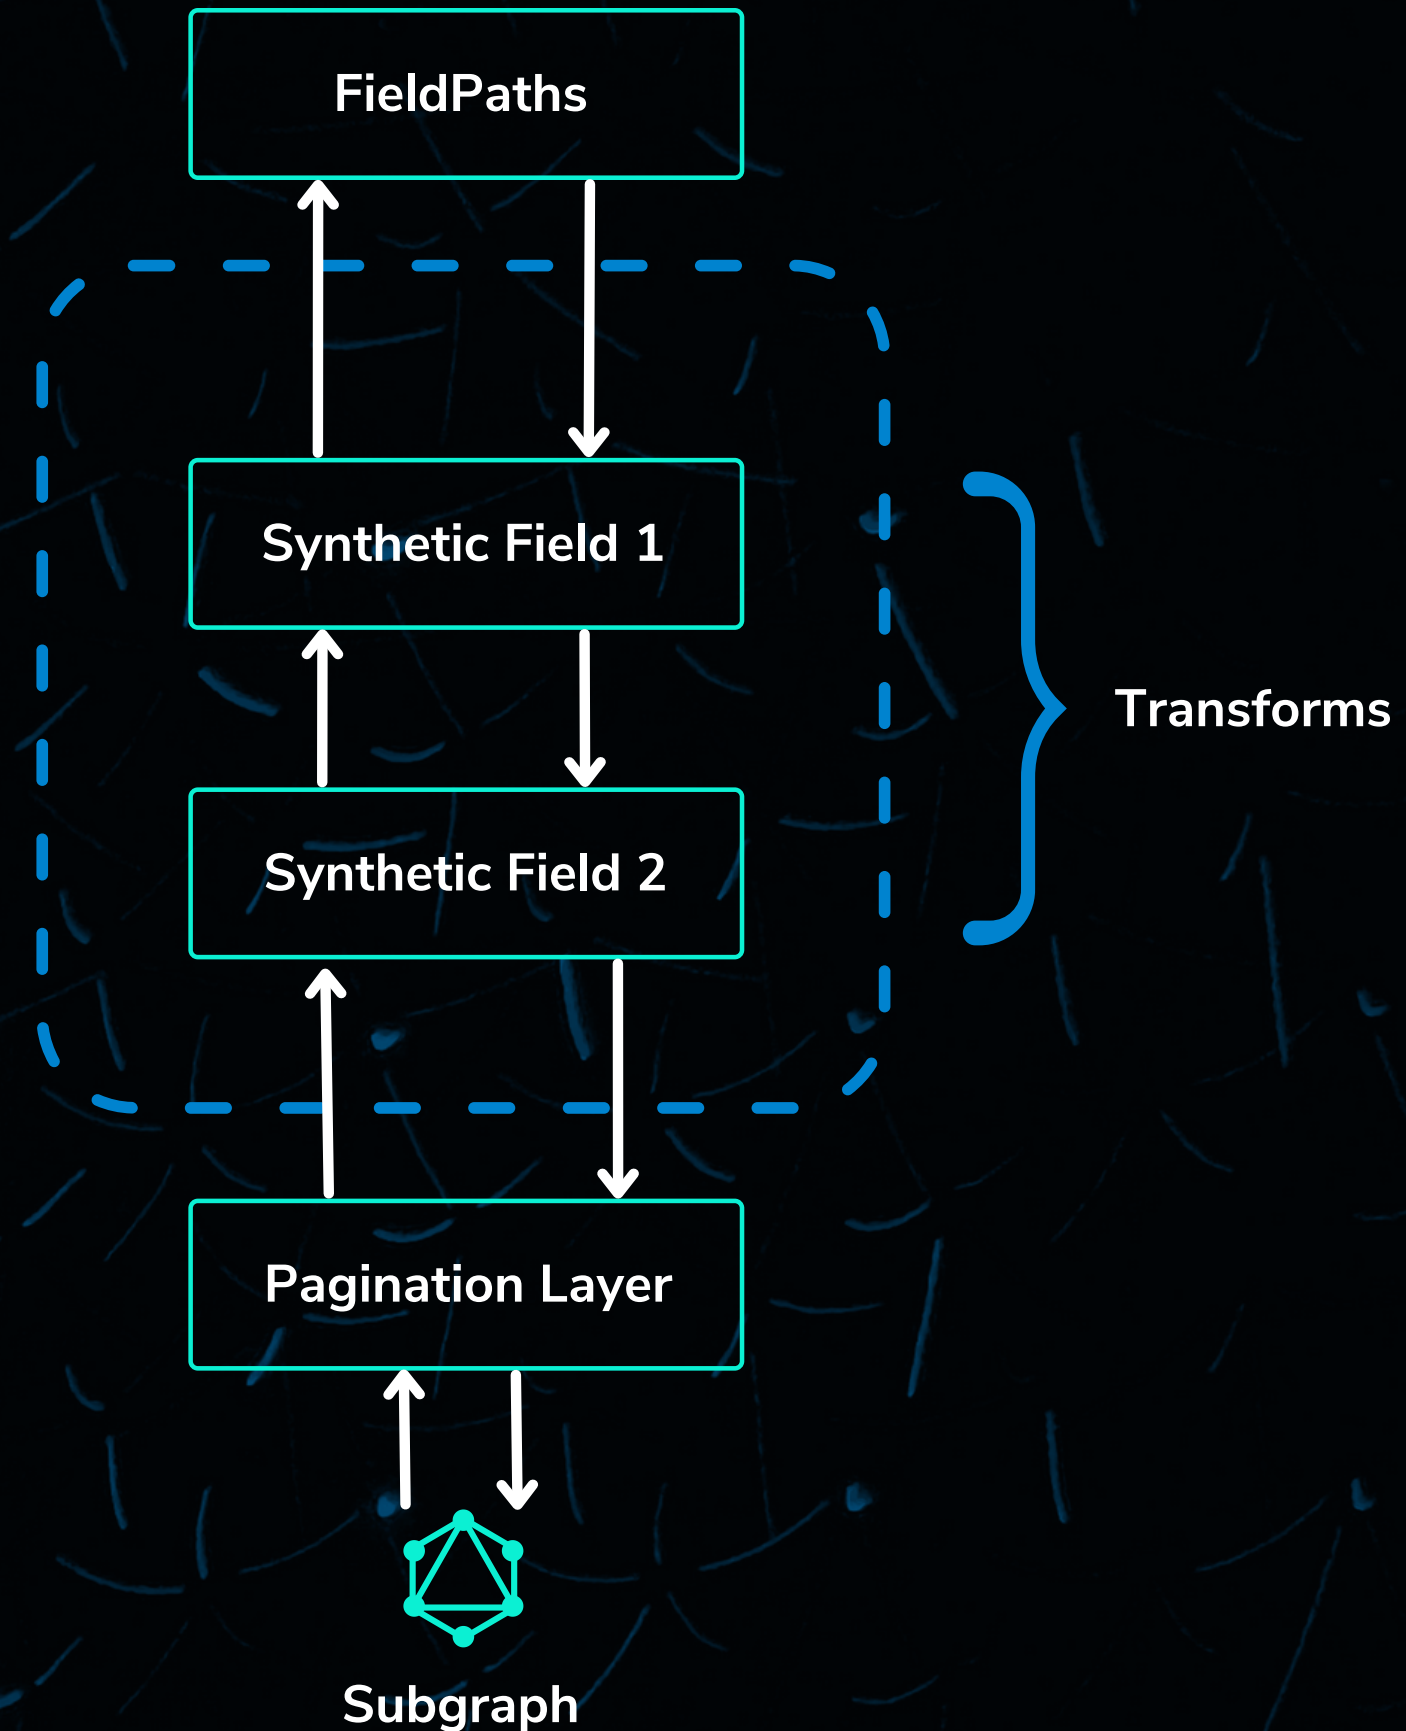 FieldPaths
Synthetic Field 1
Transforms
Synthetic Field 2
Pagination Layer
Subgraph